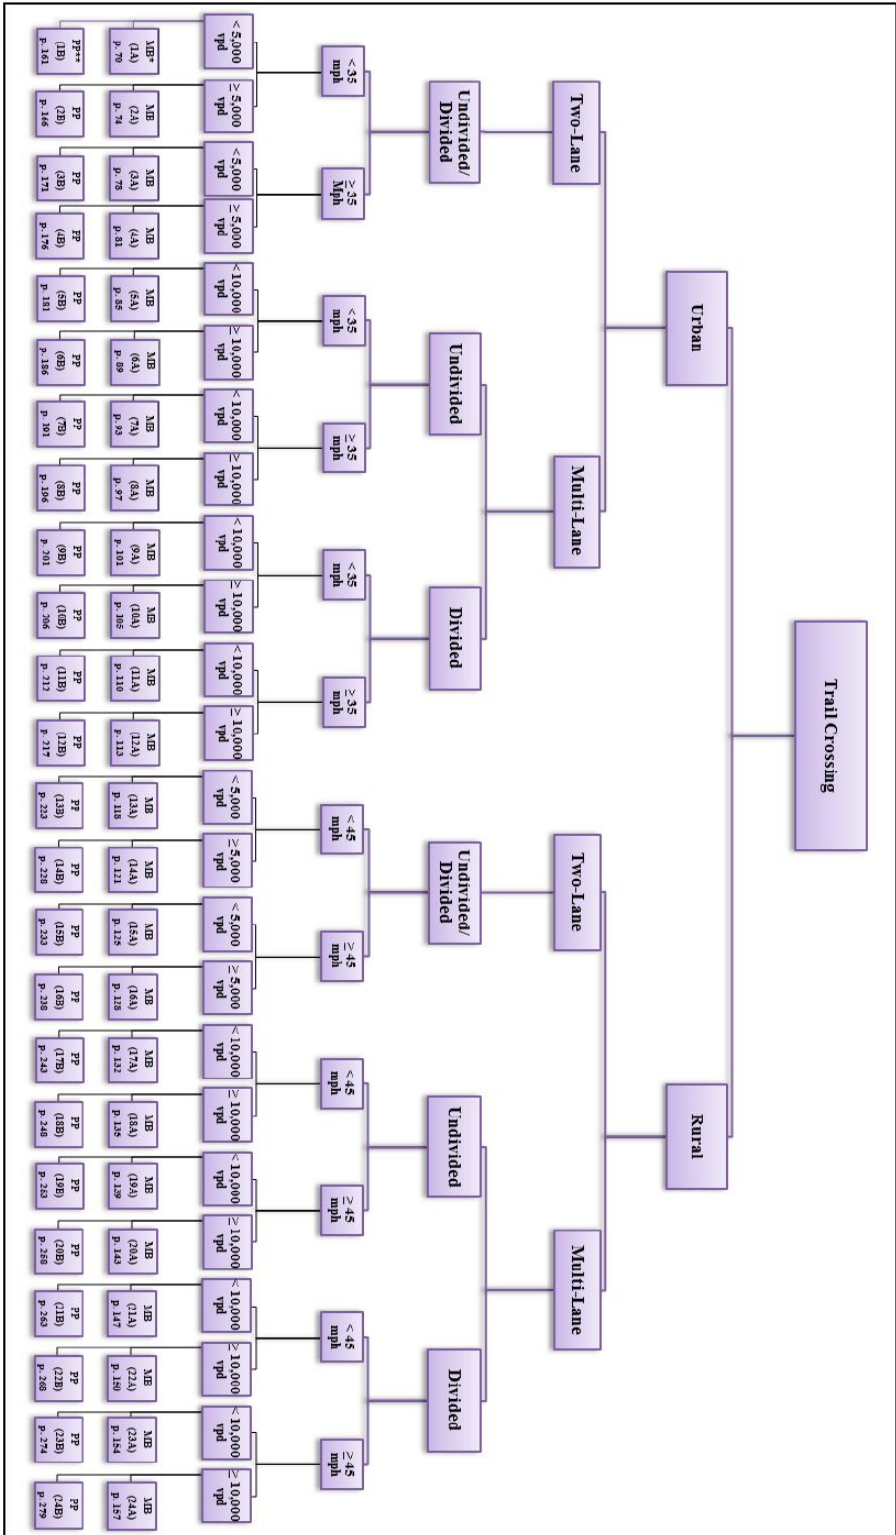 Trail Crossing
Urban
Rural
Two-Lane
Multi-Lane
Two-Lane
Multi-Lane
Undivided/
Divided
Undivided
Divided
Undivided/
Divided
Undivided
Divided
< 35
mph
≥ 35
Mph
< 35
mph
≥ 35
mph
< 35
mph
≥ 35
mph
< 45
mph
≥ 45
mph
< 45
mph
≥ 45
mph
< 45
mph
≥ 45
mph
< 5,000
vpd
≥ 5,000
vpd
< 5,000
vpd
≥ 5,000
vpd
< 10,000
vpd
≥ 10,000
vpd
< 10,000
vpd
≥ 10,000
vpd
< 10,000
vpd
≥ 10,000
vpd
< 10,000
vpd
≥ 10,000
vpd
< 5,000
vpd
≥ 5,000
vpd
< 5,000
vpd
≥ 5,000
vpd
< 10,000
vpd
≥ 10,000
vpd
< 10,000
vpd
≥ 10,000
vpd
< 10,000
vpd
≥ 10,000
vpd
< 10,000
vpd
≥ 10,000
vpd
MB*
(1A)
p. 70
MB
(2A)
p. 74
MB
(3A)
p. 78
MB
(4A)
p. 81
MB
(5A)
p. 85
MB
(6A)
p. 89
MB
(7A)
p. 93
MB
(8A)
p. 97
MB
(9A)
p. 101
MB
(10A)
p. 105
MB
(11A)
p. 110
MB
(12A)
p. 113
MB
(13A)
p. 118
MB
(14A)
p. 121
MB
(15A)
p. 125
MB
(16A)
p. 128
MB
(17A)
p. 132
MB
(18A)
p. 135
MB
(19A)
p. 139
MB
(20A)
p. 143
MB
(21A)
p. 147
MB
(22A)
p. 150
MB
(23A)
p. 154
MB
(24A)
p. 157
PP**
(1B)
p. 161
PP
(2B)
p. 166
PP
(3B)
p. 171
PP
(4B)
p. 176
PP
(5B)
p. 181
PP
(6B)
p. 186
PP
(7B)
p. 191
PP
(8B)
p. 196
PP
(9B)
p. 201
PP
(10B)
p. 206
PP
(11B)
p. 212
PP
(12B)
p. 217
PP
(13B)
p. 223
PP
(14B)
p. 228
PP
(15B)
p. 233
PP
(16B)
p. 238
PP
(17B)
p. 243
PP
(18B)
p. 248
PP
(19B)
p. 253
PP
(20B)
p. 258
PP
(21B)
p. 263
PP
(22B)
p. 268
PP
(23B)
p. 274
PP
(24B)
p. 279